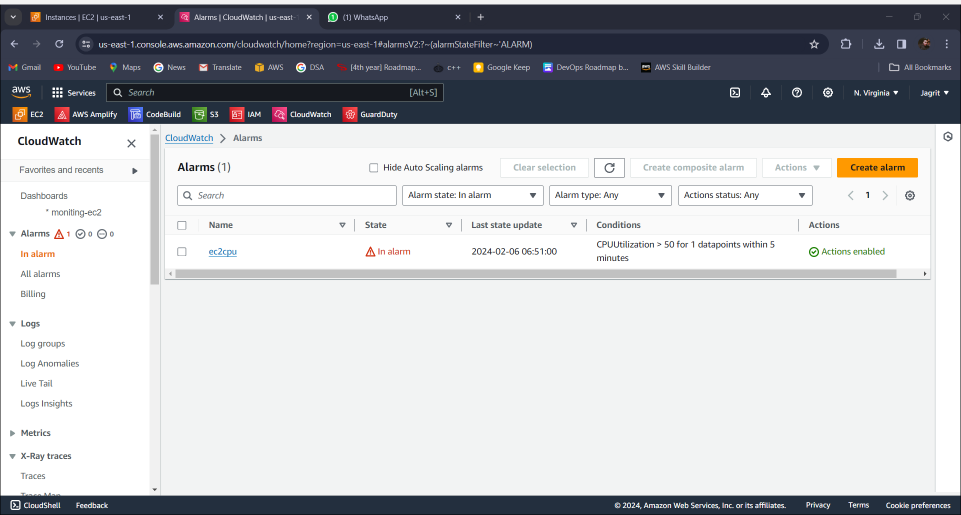 Instances | EC2 | us-east-1
Alarms | CloudWatch | us-east-
(1) WhatsApp
us-east-1.console.aws.amazon.com/cloudwatch/home?region=us-east-1#alarmsV2:?~(alarmStateFilter~'ALARM)
Gmail YouTube Maps News Translate AWS DSA [4th year] Roadmap... c++ Google Keep DevOps Roadmap b... AWS Skill Builder All Bookmarks
aws Services Search [Alt+S] N. Virginia Jagrit
EC2 AWS Amplify CodeBuild S3 IAM CloudWatch GuardDuty
CloudWatch
Favorites and recents
Dashboards
* moniting-ec2
Alarms 1 0 0
In alarm
All alarms
Billing
Logs
Log groups
Log Anomalies
Live Tail
Logs Insights
Metrics
X-Ray traces
Traces
Trace Map
CloudWatch > Alarms
Alarms (1)
Hide Auto Scaling alarms
Clear selection
Create composite alarm
Actions
Create alarm
Search
Alarm state: In alarm
Alarm type: Any
Actions status: Any
1
Name State Last state update Conditions Actions
ec2cpu In alarm 2024-02-06 06:51:00 CPUUtilization > 50 for 1 datapoints within 5
minutes
Actions enabled
CloudShell Feedback © 2024, Amazon Web Services, Inc. or its affiliates. Privacy Terms Cookie preferences